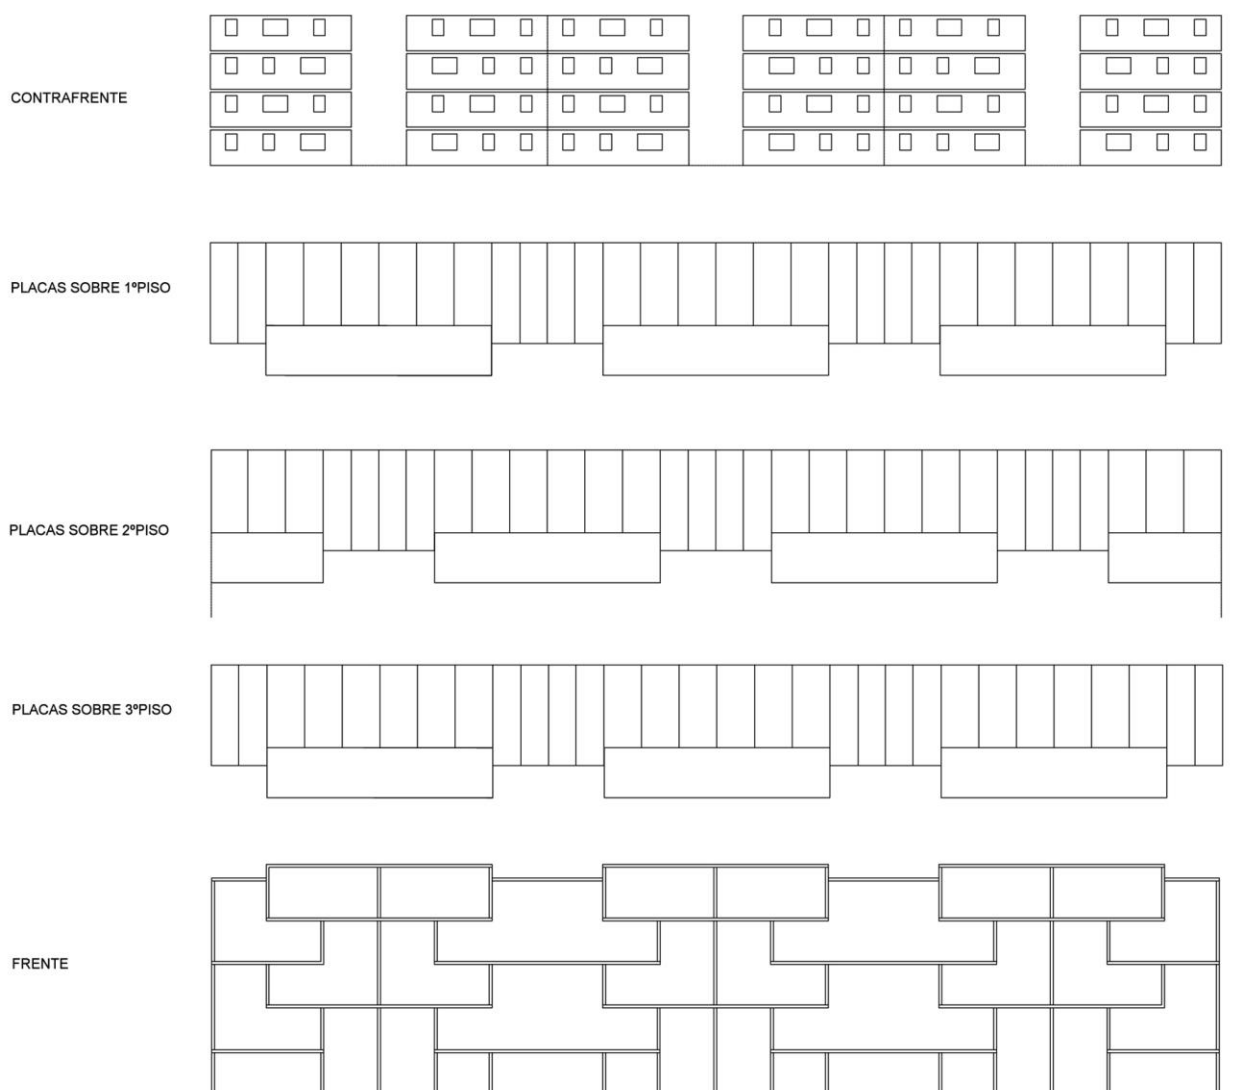 CONTRAFRENTE
PLACAS SOBRE 1ºPISO
PLACAS SOBRE 2ºPISO
PLACAS SOBRE 3ºPISO
FRENTE